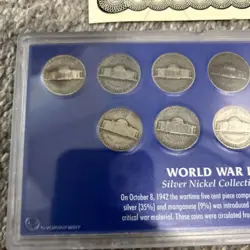 WORLD WAR I
Silver Nickel Collectio
On October 8, 1942 the wartime five cent piece comp
silver (35%) and manganese (9%) was introduced
critical war material. These coins were circulated fro